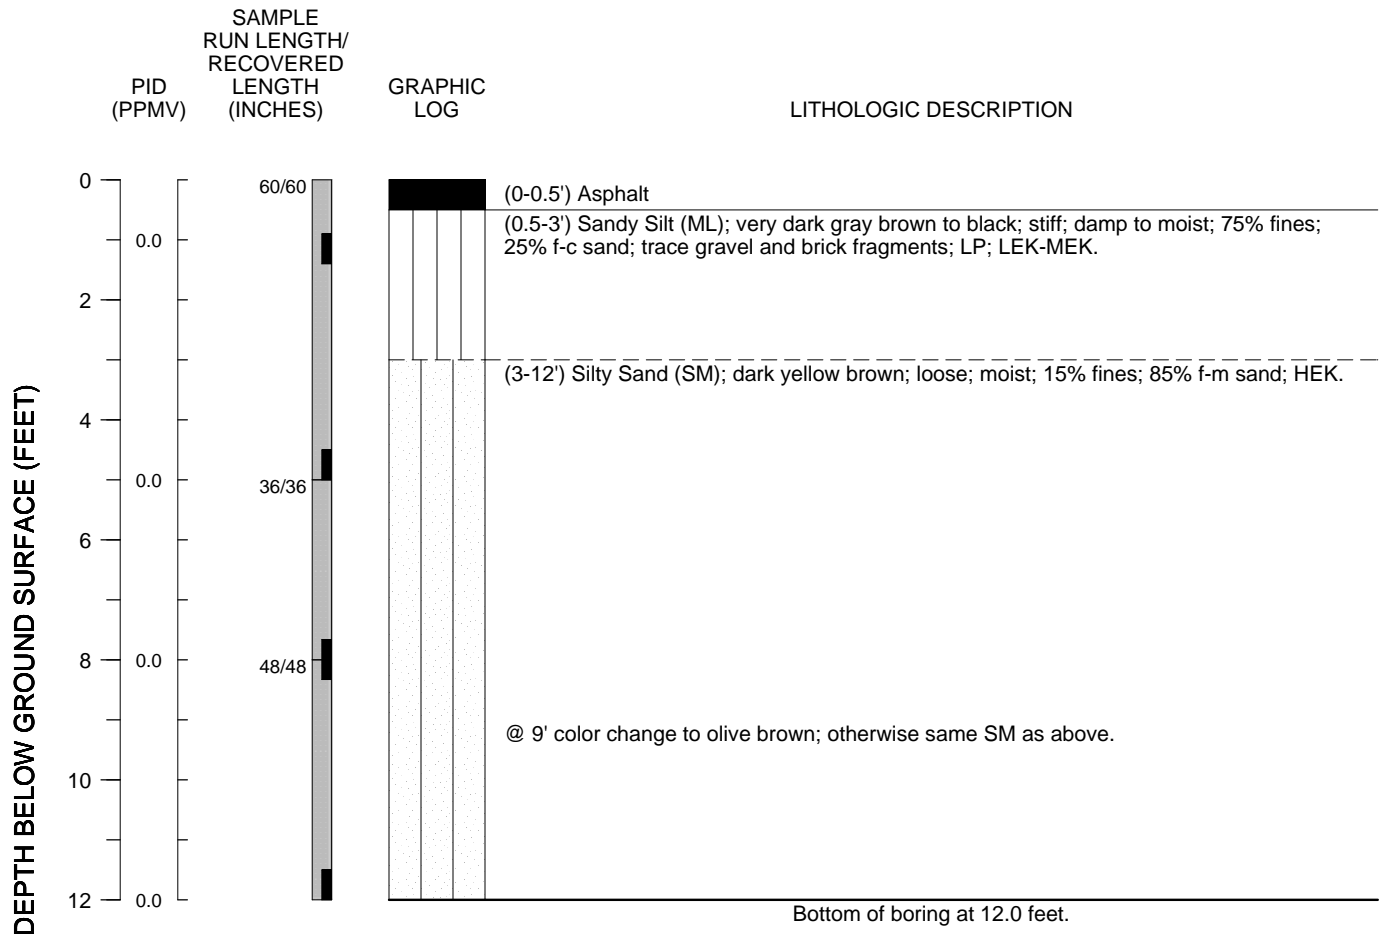 SAMPLE
RUN LENGTH/
RECOVERED
LENGTH
(INCHES)
PID
(PPMV)
GRAPHIC
LOG
LITHOLOGIC DESCRIPTION
DEPTH BELOW GROUND SURFACE (FEET)
0
60/60
(0-0.5') Asphalt
(0.5-3') Sandy Silt (ML); very dark gray brown to black; stiff; damp to moist; 75% fines;
25% f-c sand; trace gravel and brick fragments; LP; LEK-MEK.
0.0
2
(3-12') Silty Sand (SM); dark yellow brown; loose; moist; 15% fines; 85% f-m sand; HEK.
4
0.0
36/36
6
8
0.0
48/48
@ 9' color change to olive brown; otherwise same SM as above.
10
12
0.0
Bottom of boring at 12.0 feet.